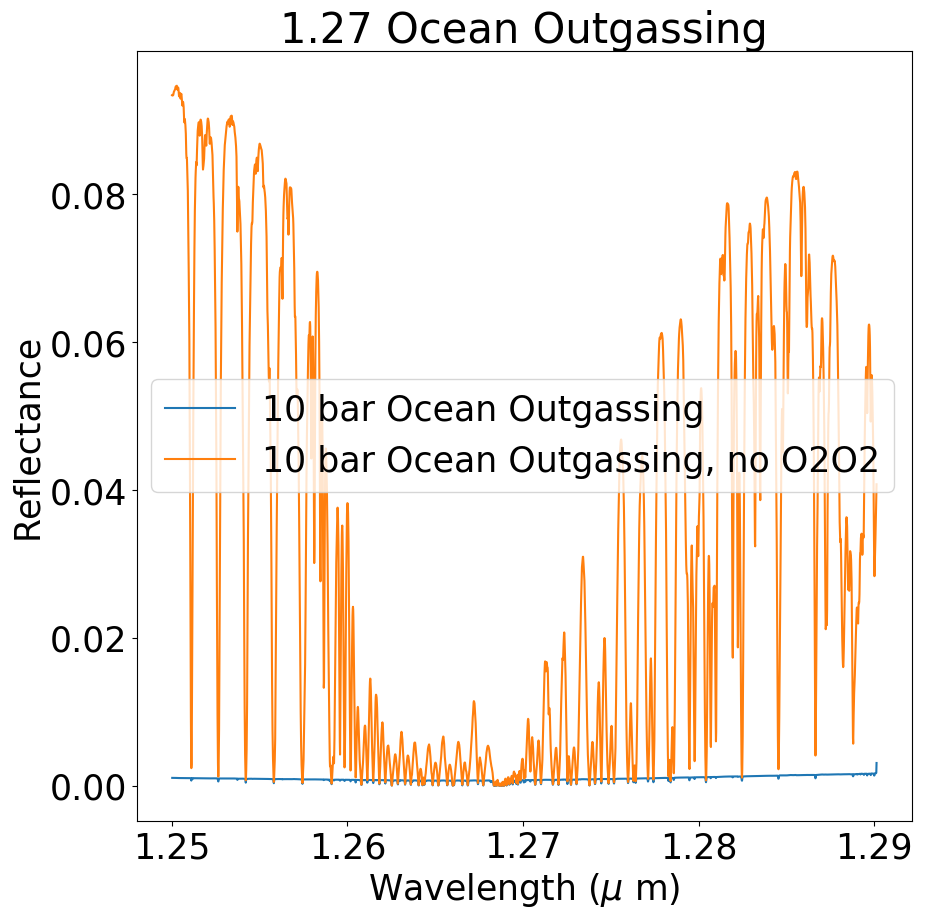 1.27 Ocean Outgassing
Reflectance
0.08
0.06
0.04
0.02
0.00
10 bar Ocean Outgassing
10 bar Ocean Outgassing, no O2O2
1.25 1.26 1.27 1.28 1.29
Wavelength (μ m)